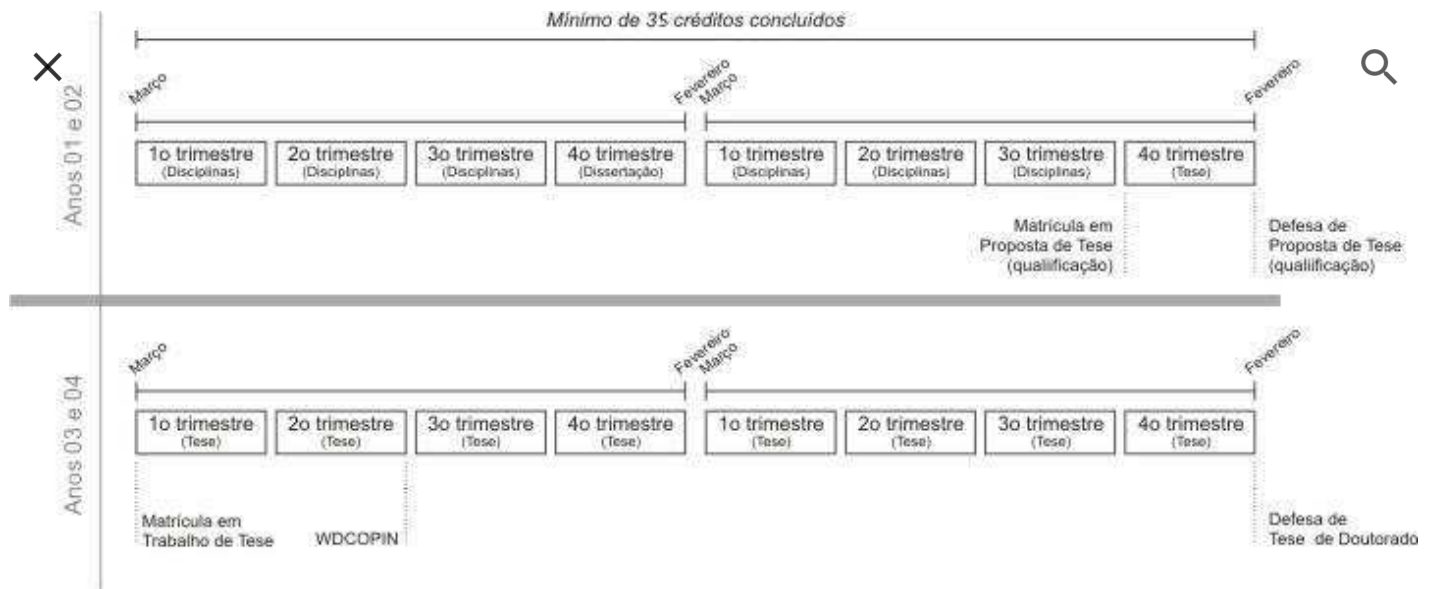 Mínimo de 35 créditos concluídos
Anos 01 e 02
Março
Fevereiro
Março
Fevereiro
1o trimestre
(Disciplinas)
2o trimestre
(Disciplinas)
3o trimestre
(Disciplinas)
4o trimestre
(Dissertação)
1o trimestre
(Disciplinas)
2o trimestre
(Disciplinas)
3o trimestre
(Disciplinas)
4o trimestre
(Tese)
Matrícula em
Proposta de Tese
(qualiificação)
Defesa de
Proposta de Tese
(qualiificação)
Anos 03 e 04
Março
Fevereiro
Março
Fevereiro
1o trimestre
(Tese)
2o trimestre
(Tese)
3o trimestre
(Tese)
4o trimestre
(Tese)
1o trimestre
(Tese)
2o trimestre
(Tese)
3o trimestre
(Tese)
4o trimestre
(Tese)
Matrícula em
Trabalho de Tese
WDCOPIN
Defesa de
Tese de Doutorado